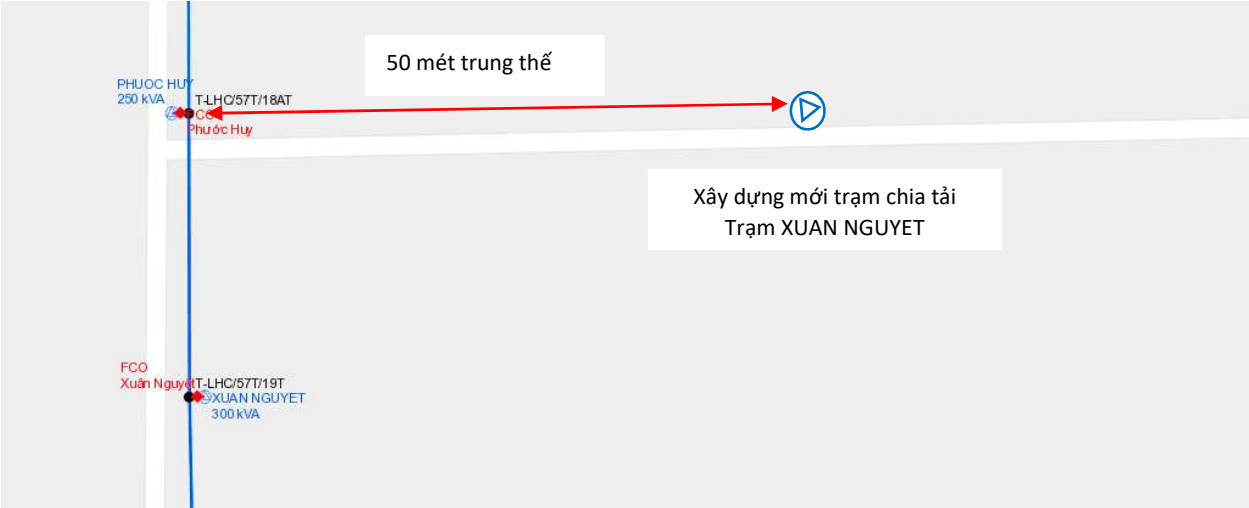 50 mét trung thế
PHUOC HUY
250 kVA
T-LHC/57T/18AT
Phước Huy
Xây dựng mới trạm chia tải
Trạm XUAN NGUYET
FCO
Xuân Nguyệt
T-LHC/57T/19T
XUAN NGUYET
300 kVA